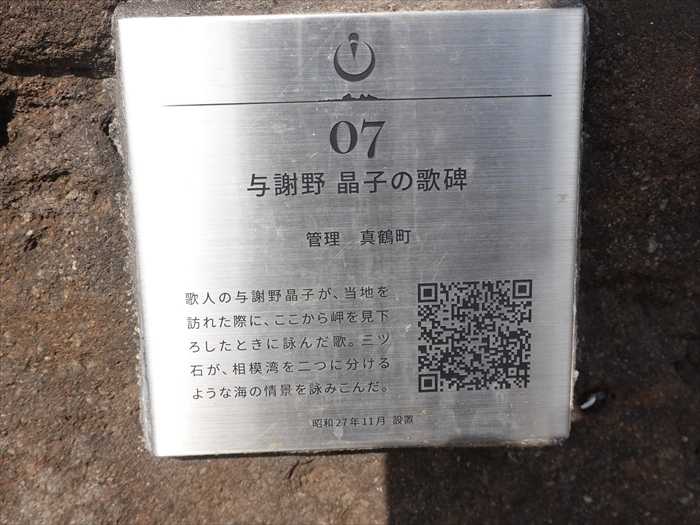 07
与謝野 晶子の歌碑
管理　真鶴町
歌人の与謝野晶子が、当地を
訪れた際に、ここから岬を見下
ろしたときに詠んだ歌。三ツ
石が、相模湾を二つに分ける
ような海の情景を詠みこんだ。
昭和27年11月 設置